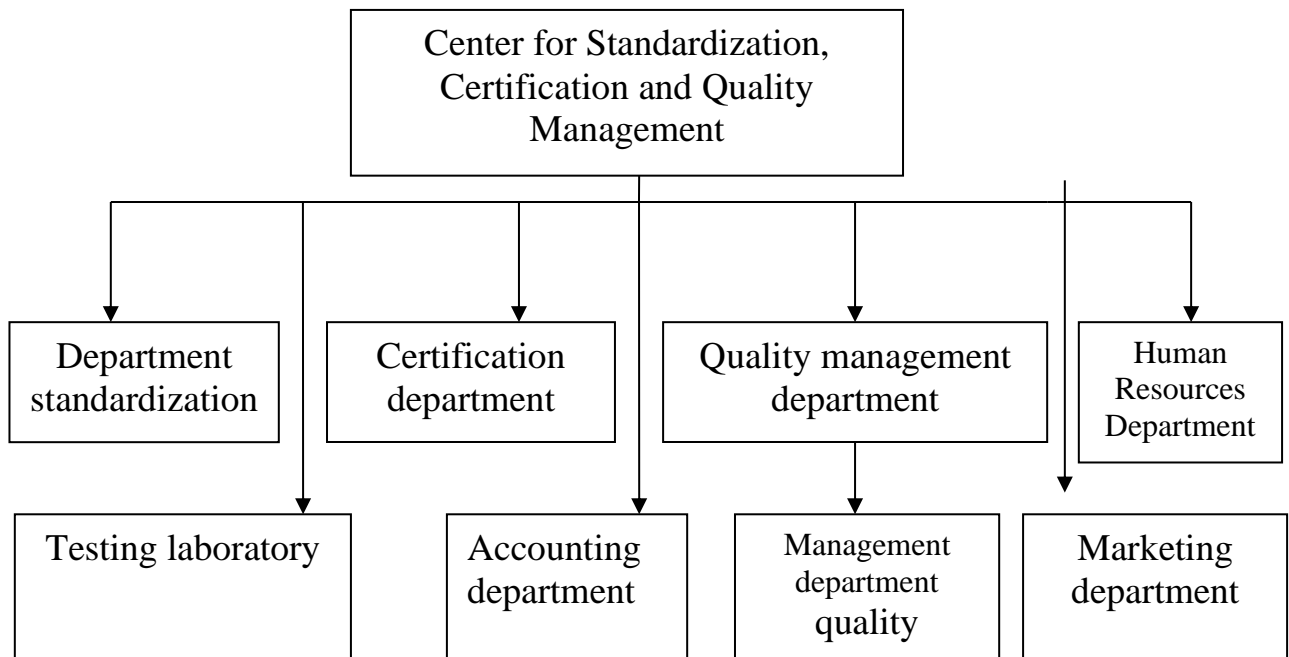 Center for Standardization,
Certification and Quality
Management
Department
standardization
Certification
department
Quality management
department
Human
Resources
Department
Testing laboratory
Accounting
department
Management
department
quality
Marketing
department